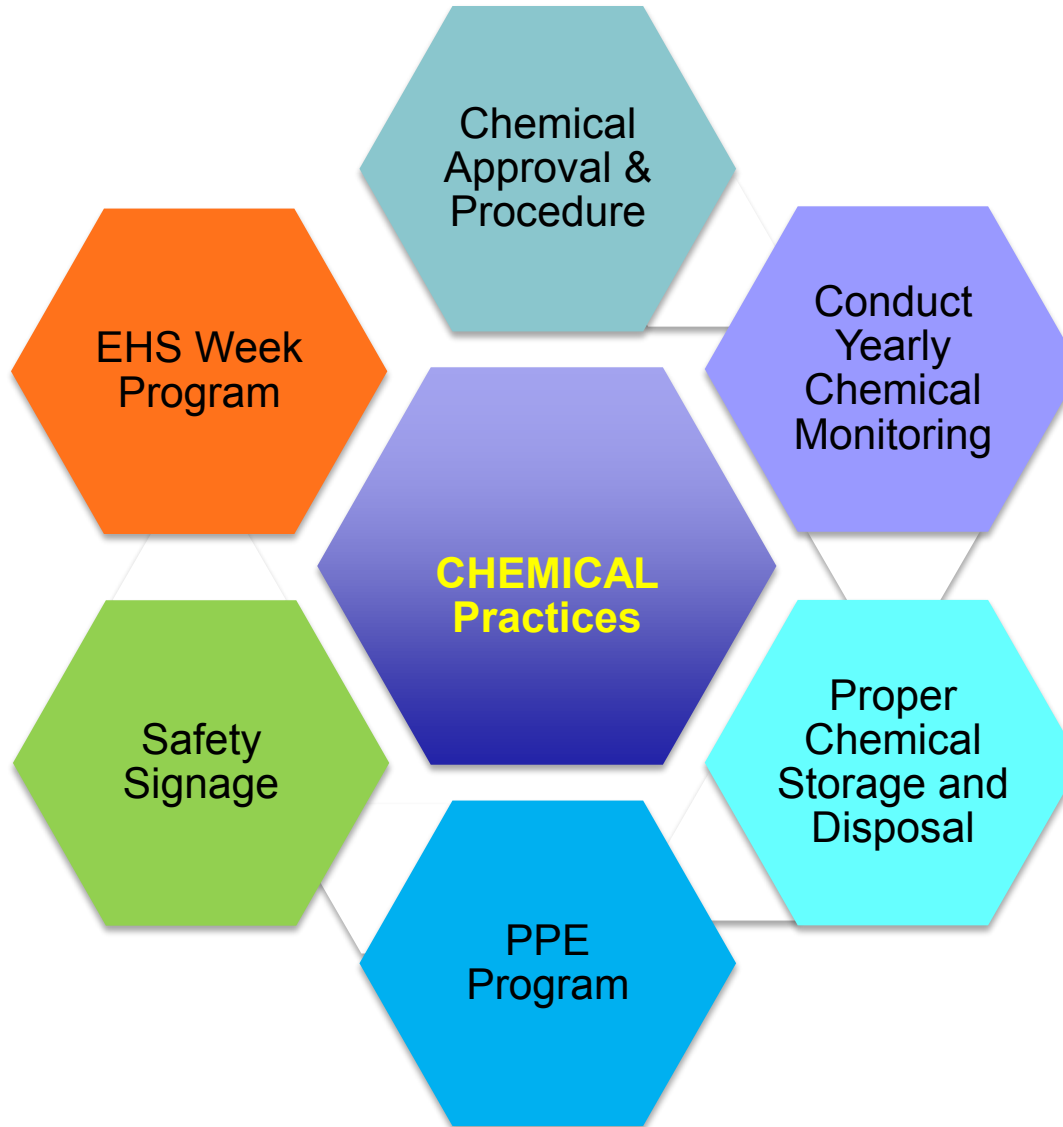 Chemical
Approval &
Procedure
Conduct
Yearly
Chemical
Monitoring
Proper
Chemical
Storage and
Disposal
PPE
Program
Safety
Signage
EHS Week
Program
CHEMICAL
Practices